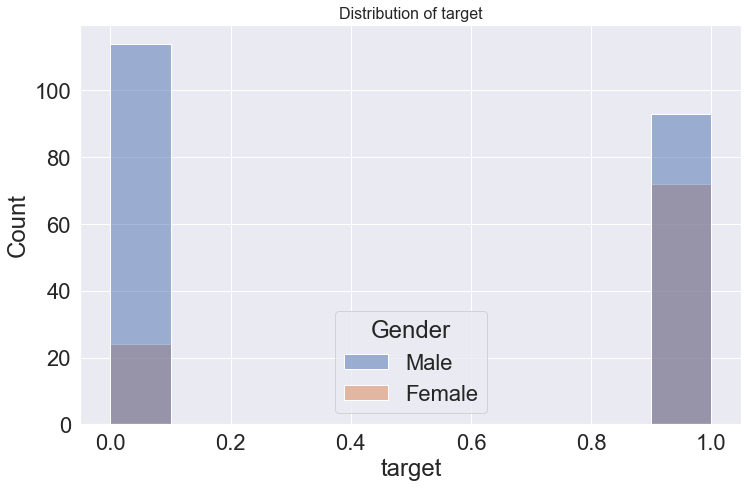 Distribution of target
100
80
60
40
20
0
Count
Gender
Male
Female
0.0 0.2 0.4 0.6 0.8 1.0
target